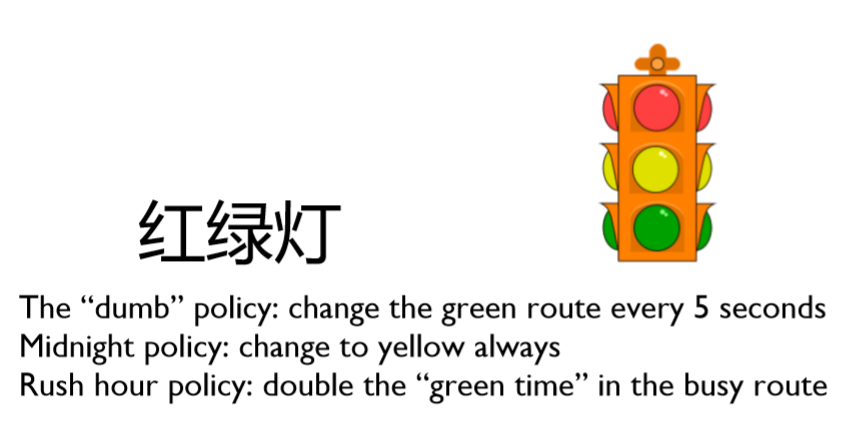 红绿灯
The “dumb” policy: change the green route every 5 seconds
Midnight policy: change to yellow always
Rush hour policy: double the “green time” in the busy route